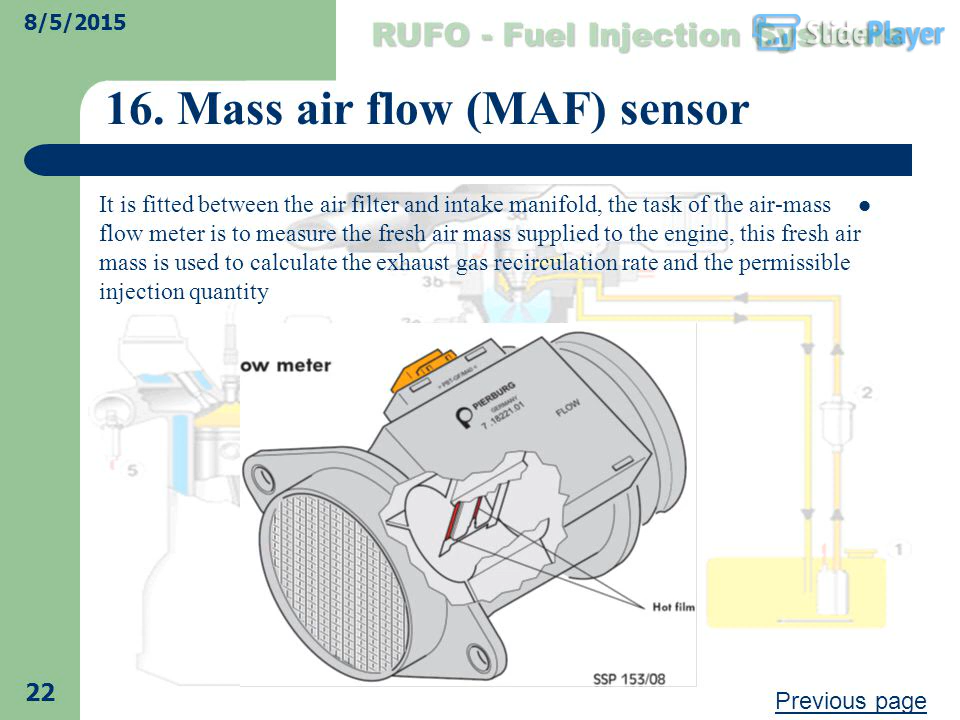 8/5/2015
RUFO - Fuel Injection Systems
SlidePlayer
16. Mass air flow (MAF) sensor
It is fitted between the air filter and intake manifold, the task of the air-mass
flow meter is to measure the fresh air mass supplied to the engine, this fresh air
mass is used to calculate the exhaust gas recirculation rate and the permissible
injection quantity
3d
3b
2
5
1
ow meter
PIERBURG
GERMANY
7.18221.01
FLOW
Hot film
SSP 153/08
22
Previous page